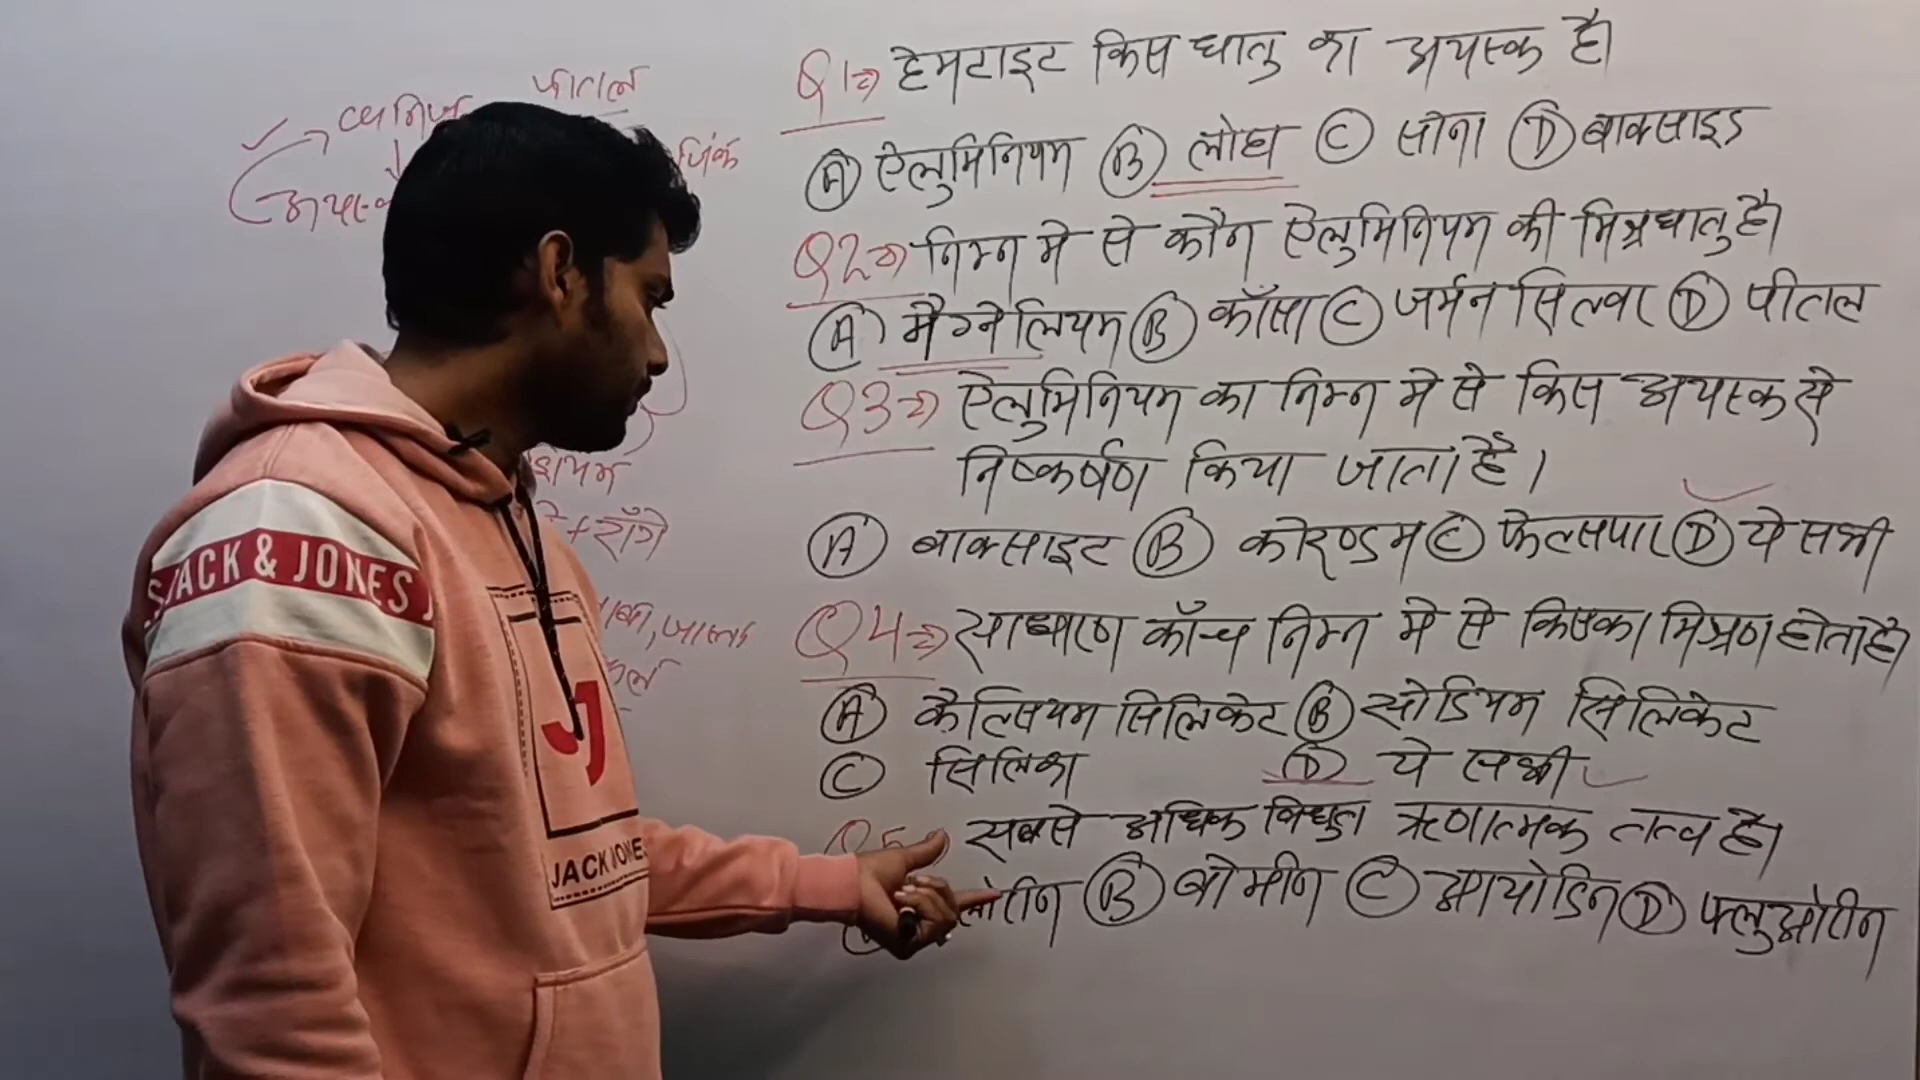 Q1⇒ हेमटाइट किस धातु का अयस्क है।
(A) ऐलुमिनियम (B) लोहा (C) सोना (D) बाक्साइड
Q2⇒ निम्न मे से कौन ऐलुमिनियम की मिश्रधातु है।
(A) मैग्नेलियम (B) काँसा (C) जर्मन सिल्वर (D) पीतल
Q3⇒ ऐलुमिनियम का निम्न मे से किस अयस्क से
निष्कर्षण किया जाता है।
(A) बाक्साइट (B) कोरण्डम (C) फेल्सपार (D) ये सभी
Q4⇒ साधारण काँच निम्न मे से किसका मिश्रण होता है।
(A) कैल्सियम सिलिकेट (B) सोडियम सिलिकेट
(C) सिलिका (D) ये सभी
Q5 सबसे अधिक विधुत ऋणात्मक तत्व है।
लोरीन (B) ब्रोमीन (C) आयोडिन (D) फ्लुओरीन
जिंक
+ राँगे
JACK & JONES
JACK JONES